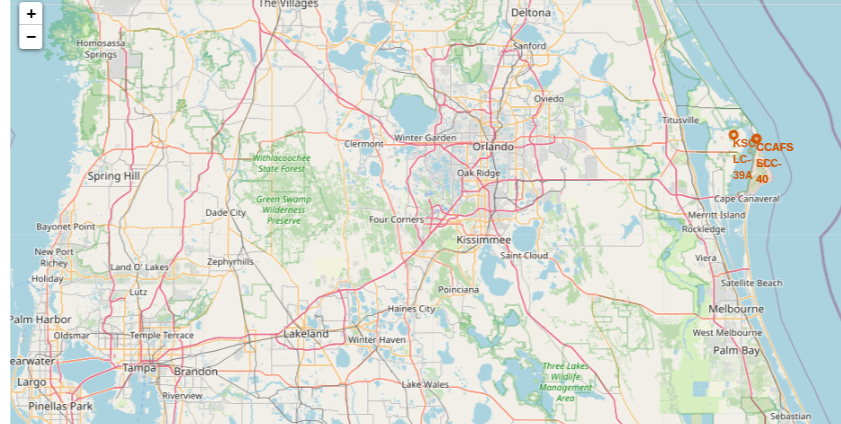 +
−
The Villages
Deltona
Homosassa
Springs
Sanford
Oviedo
Titusville
Winter Garden
Clermont
Orlando
KSC
LC-
39A
CCAFS
SLC-
40
Withlacoochee
State Forest
Oak Ridge
Spring Hill
Green Swamp
Wilderness
Preserve
Cape Canaveral
Dade City
Four Corners
Merritt Island
Bayonet Point
Rockledge
Kissimmee
New Port
Richey
Saint Cloud
Viera
Zephyrhills
Land O' Lakes
Holiday
Satellite Beach
Lutz
Poinciana
Haines City
Melbourne
Palm Harbor
Oldsmar
Temple Terrace
Lakeland
Winter Haven
West Melbourne
Palm Bay
earwater
Tampa
Brandon
Three Lakes
Wildlife
Management
Area
Largo
Lake Wales
Riverview
Pinellas Park
Sebastian